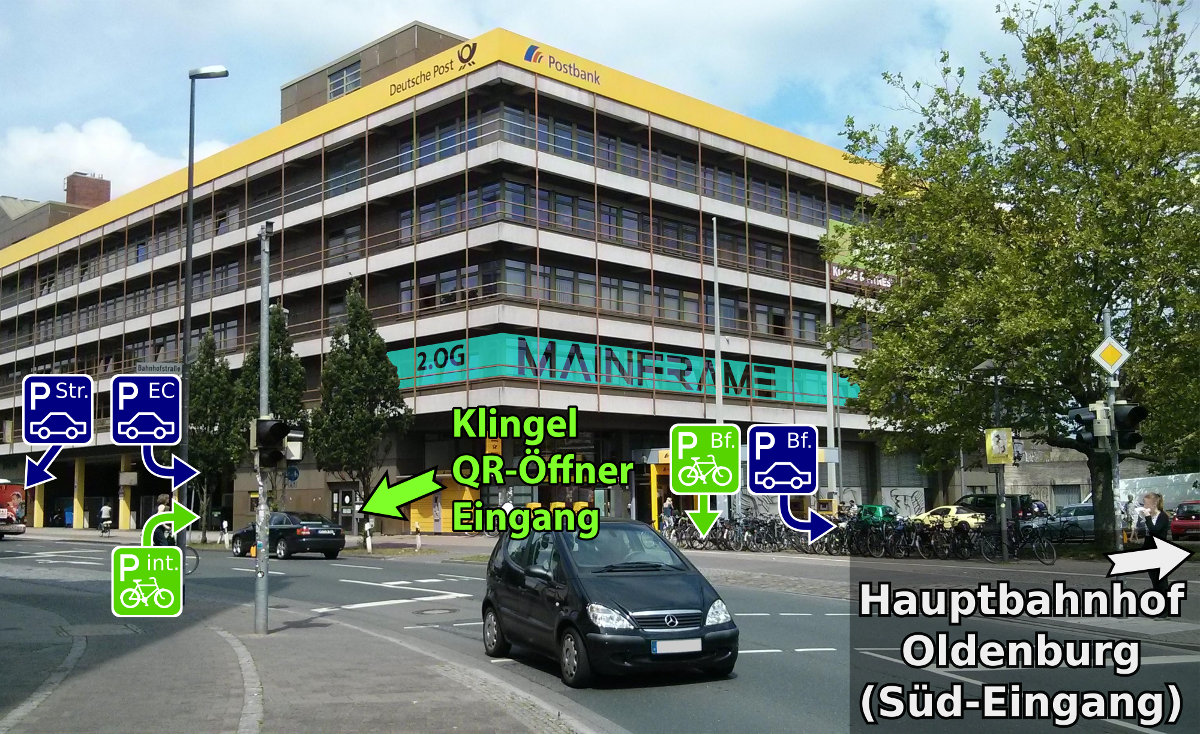 Deutsche Post
Postbank
Bahnhofstraße
2.OG
MAINFRAME
P Str.
P EC
Klingel
QR-Öffner
Eingang
P Bf.
P Bf.
P int.
Hauptbahnhof
Oldenburg
(Süd-Eingang)